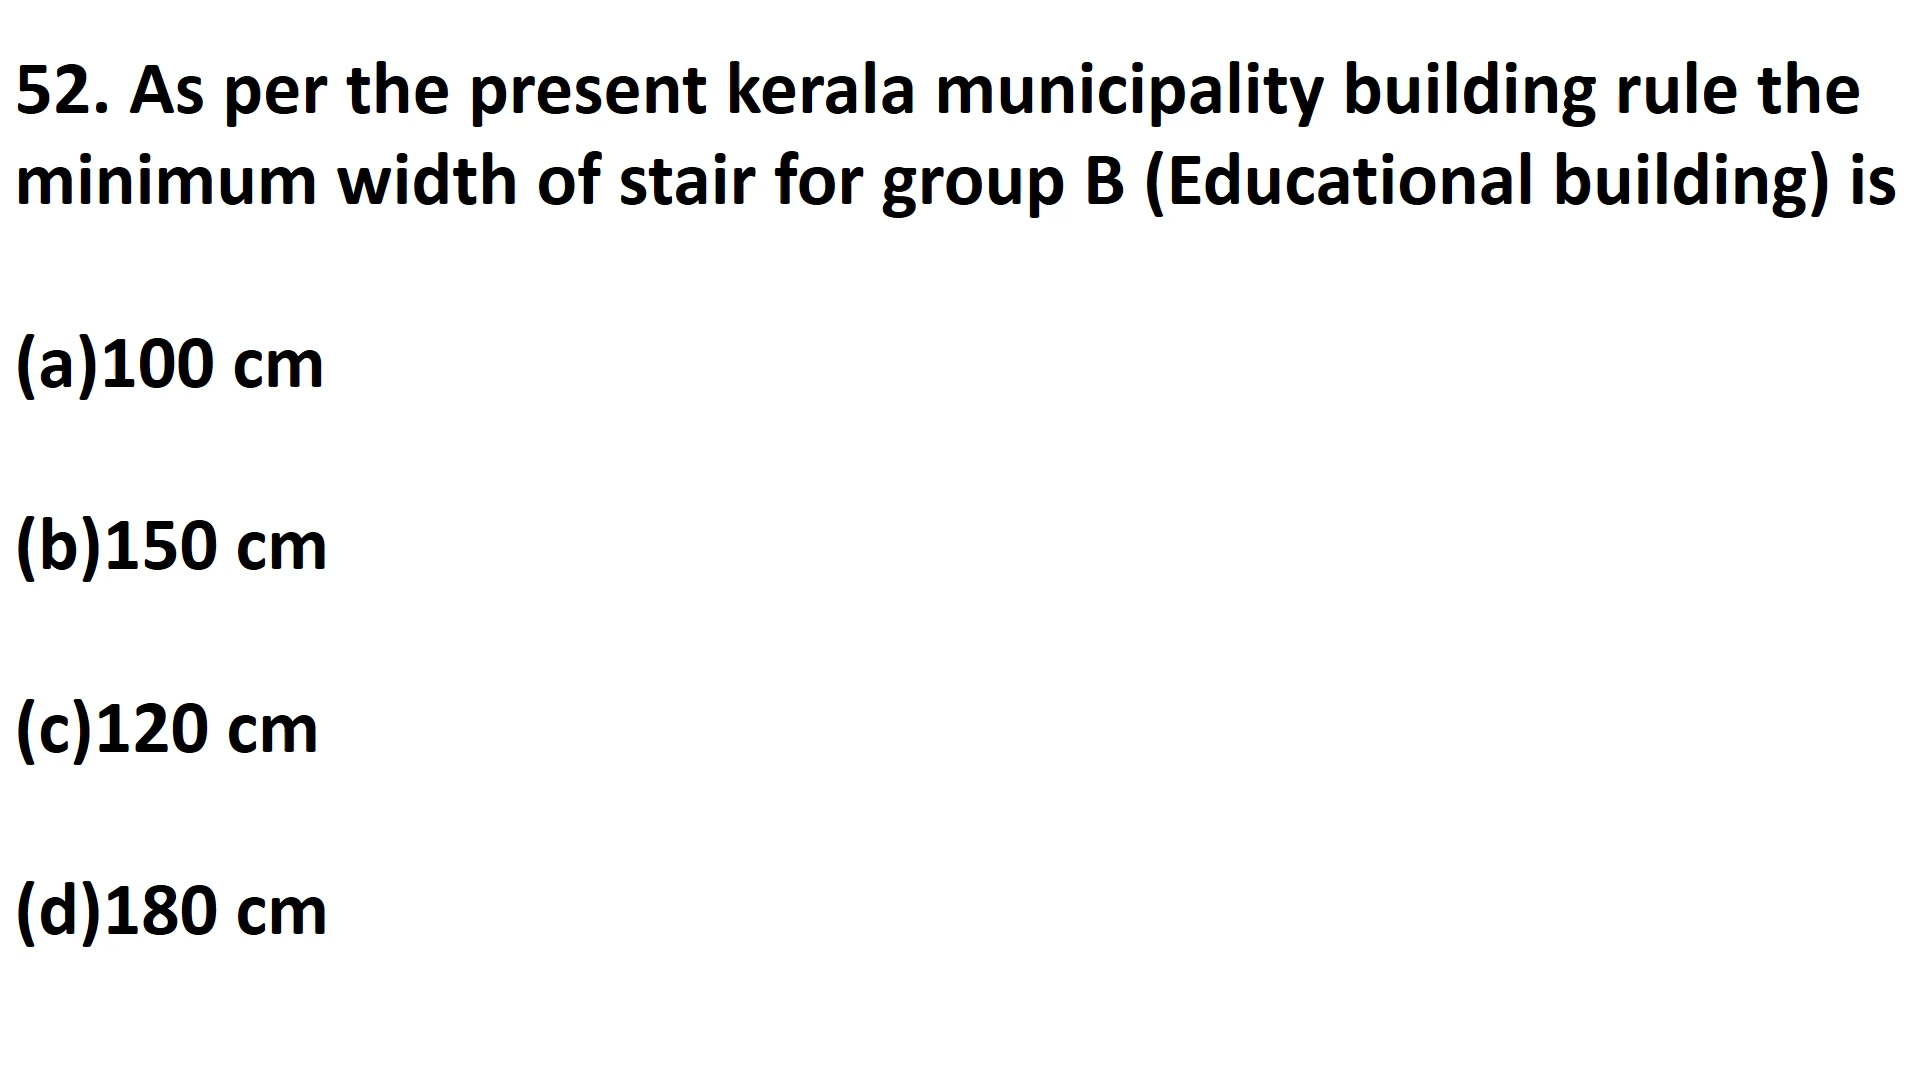 52. As per the present kerala municipality building rule the
minimum width of stair for group B (Educational building) is
(a)100 cm
(b)150 cm
(c)120 cm
(d)180 cm